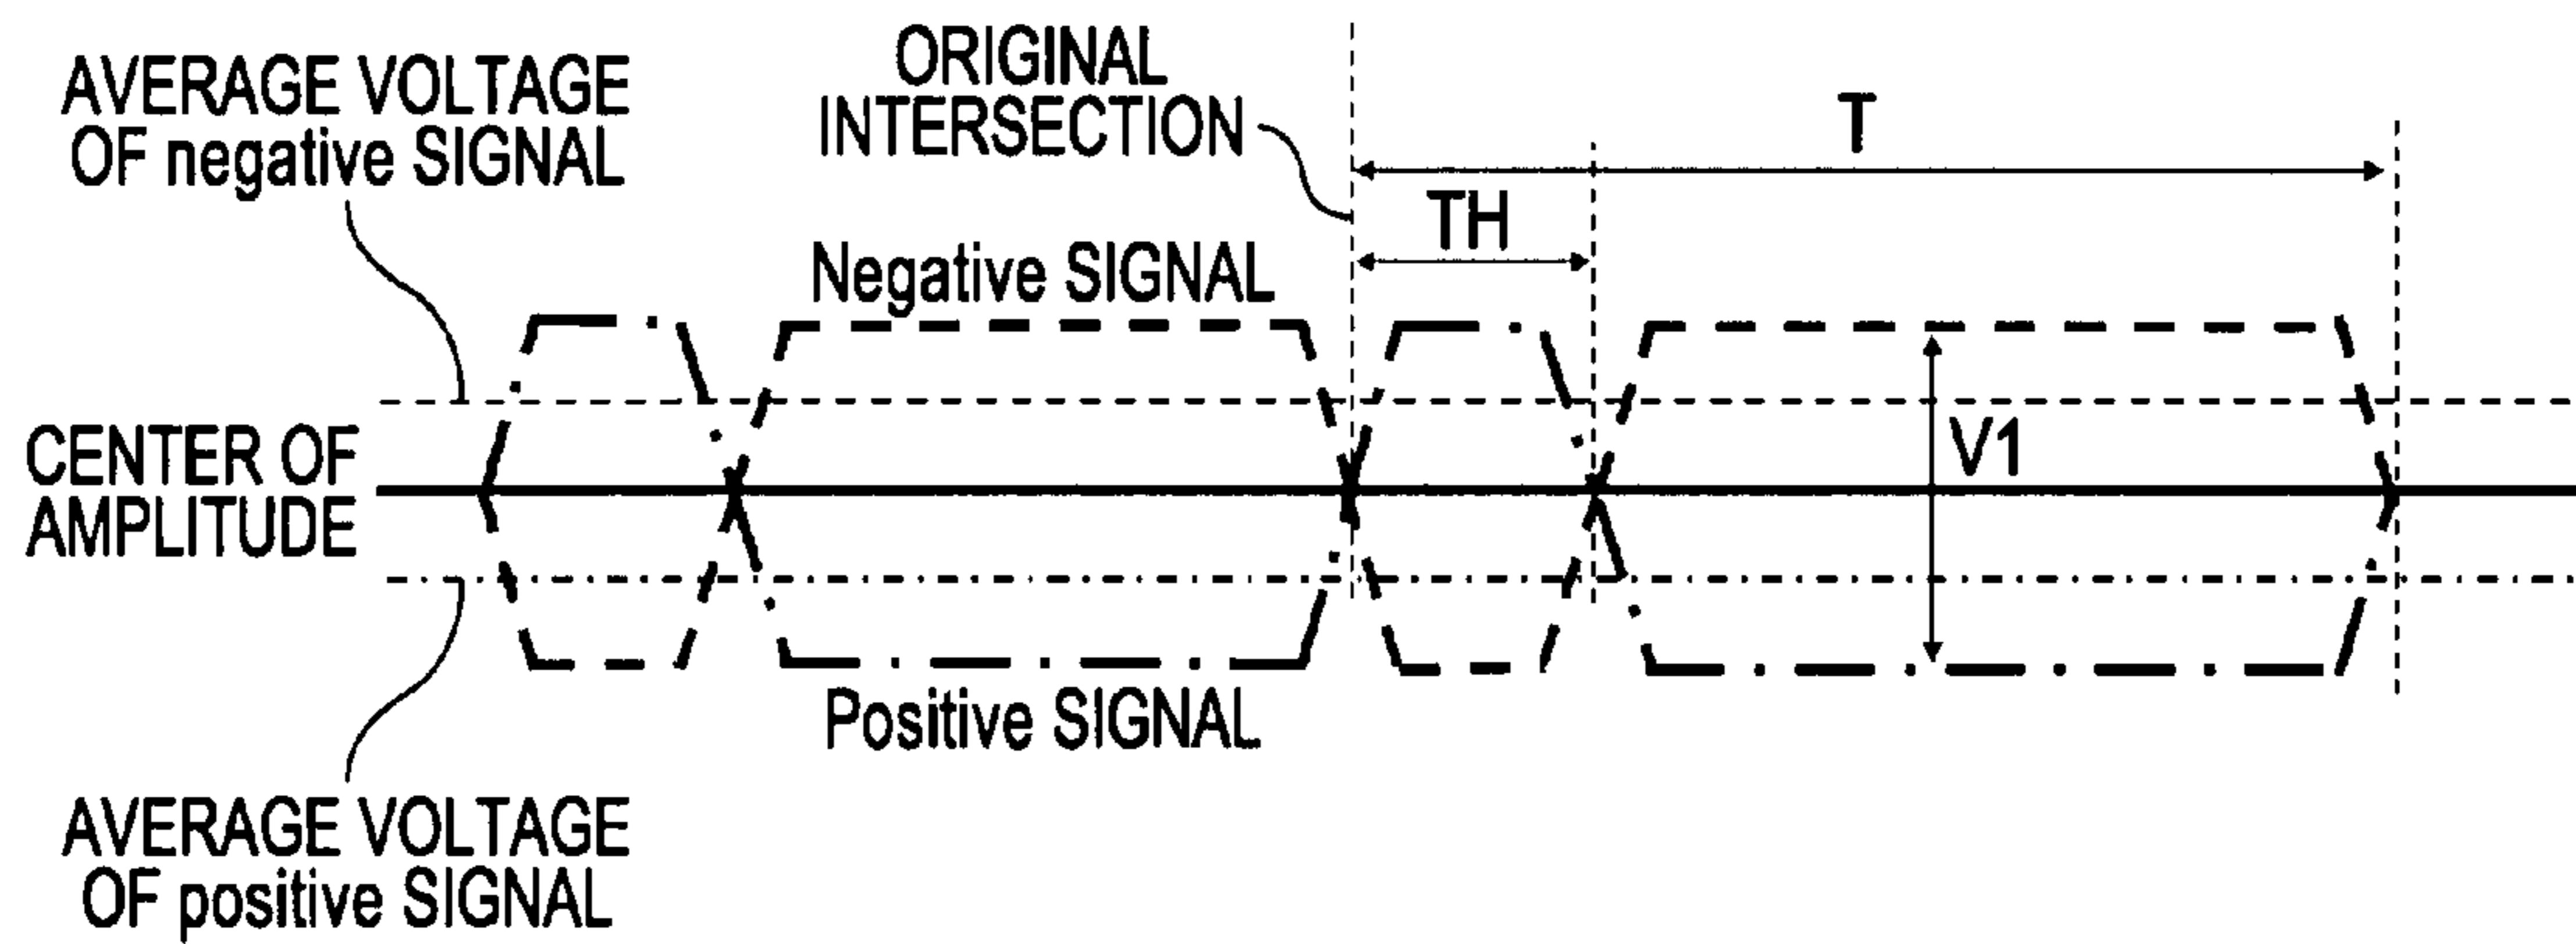 AVERAGE VOLTAGE
OF negative SIGNAL
ORIGINAL
INTERSECTION
T
TH
Negative SIGNAL
CENTER OF
AMPLITUDE
V1
Positive SIGNAL
AVERAGE VOLTAGE
OF positive SIGNAL